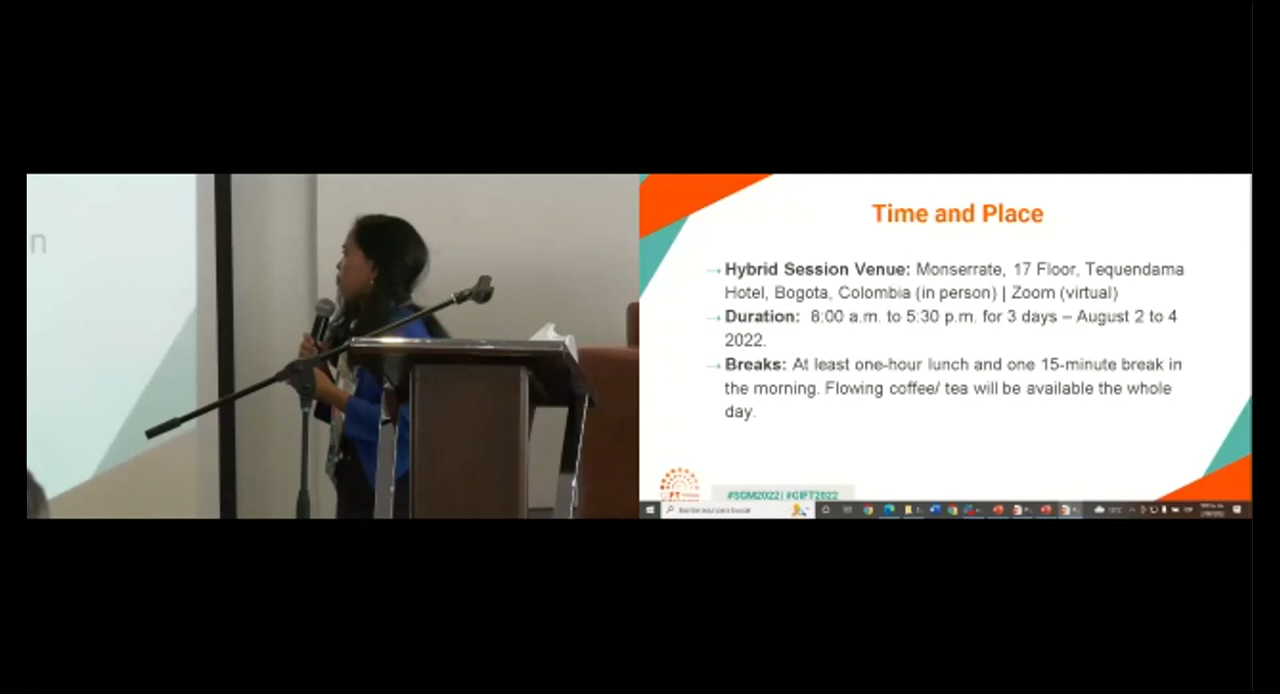 n
Time and Place
→ Hybrid Session Venue: Monserrate, 17 Floor, Tequendama
Hotel, Bogota, Colombia (in person) | Zoom (virtual)
→ Duration: 8:00 a.m. to 5:30 p.m. for 3 days – August 2 to 4
2022.
→ Breaks: At least one-hour lunch and one 15-minute break in
the morning. Flowing coffee/ tea will be available the whole
day.
#SGM2022| #GIFT2022